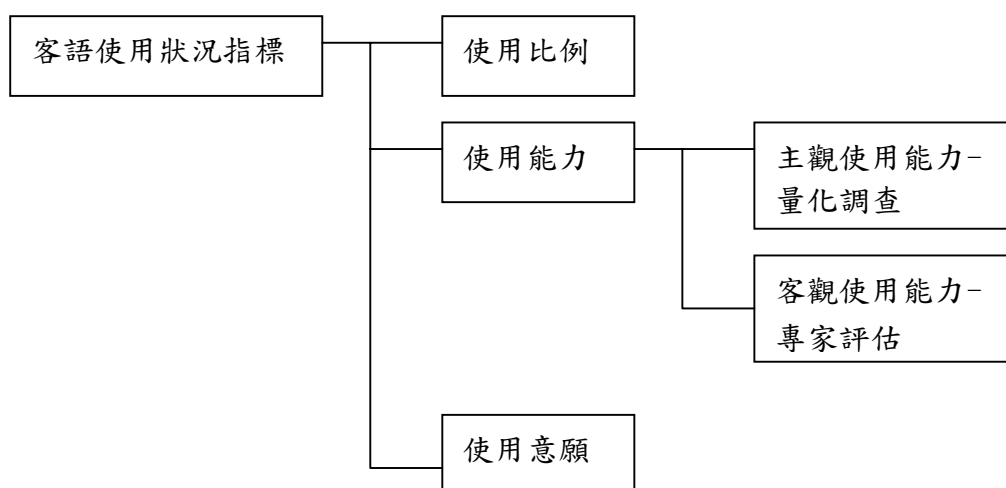 客語使用狀況指標
使用比例
使用能力
主觀使用能力-
量化調查
客觀使用能力-
專家評估
使用意願